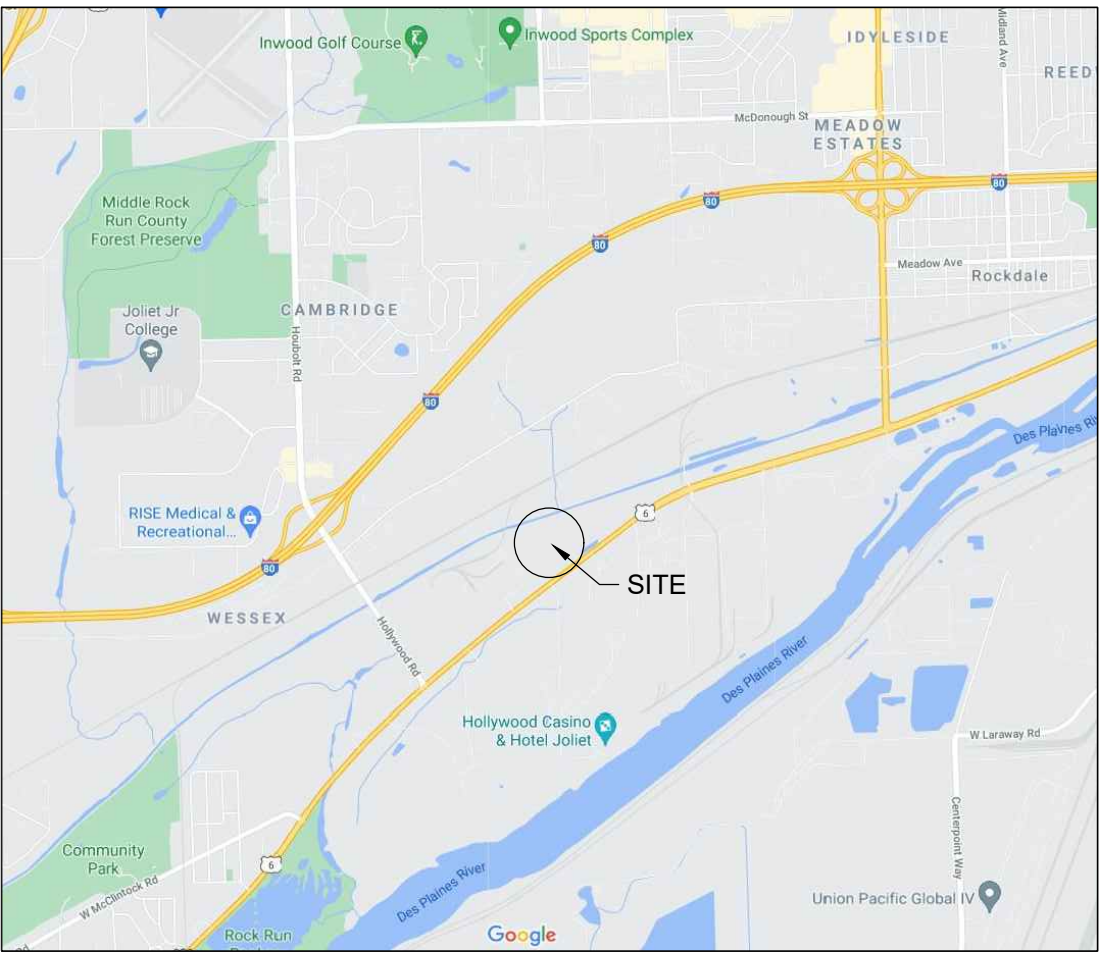 Inwood Golf Course
Inwood Sports Complex
IDYLESIDE
Midland Ave
REED
McDonough St
MEADOW
ESTATES
80
80
80
Middle Rock
Run County
Forest Preserve
Meadow Ave
Rockdale
CAMBRIDGE
Joliet Jr
College
Houbolt Rd
80
Des Plaines Ri
RISE Medical &
Recreational...
6
80
SITE
WESSEX
Hollywood Rd
Des Plaines River
Hollywood Casino
& Hotel Joliet
W Laraway Rd
Centerpoint Way
Community
Park
6
W McClintock Rd
Des Plaines River
Union Pacific Global IV
Rock Run
Google